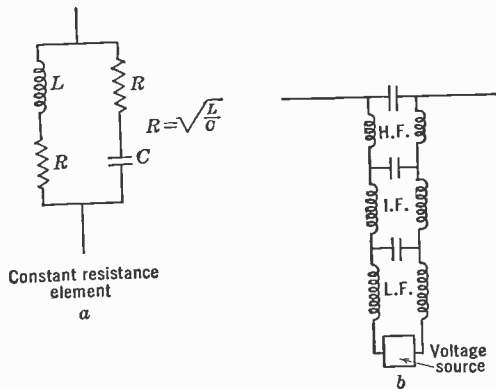 L
R
R=√L/C
R
C
Constant resistance
element
a
H.F.
I.F.
L.F.
Voltage
source
b